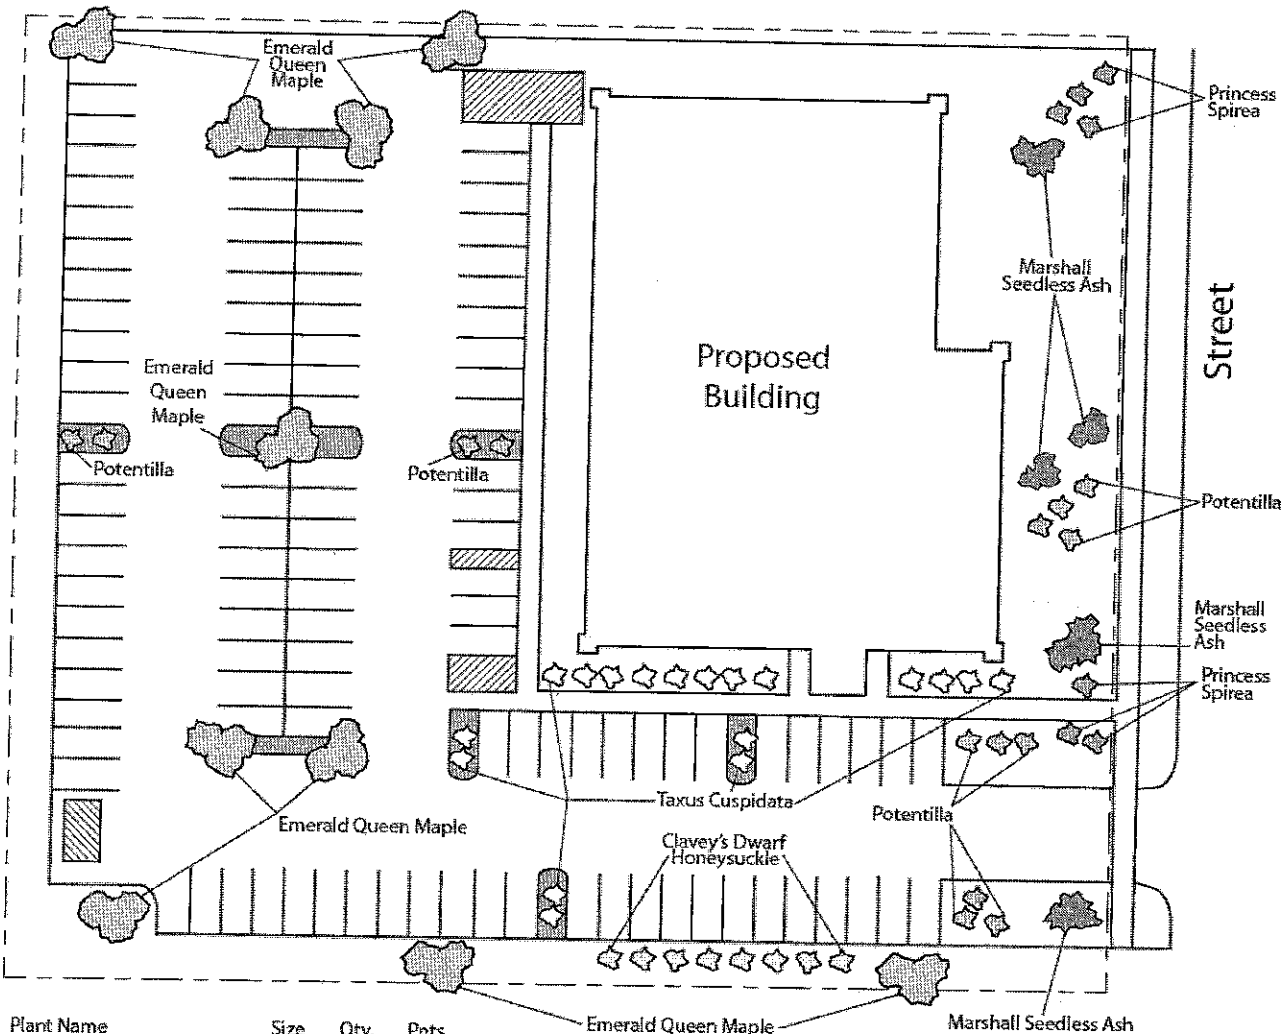 Emerald
Queen
Maple
Princess
Spirea
Marshall
Seedless Ash
Street
Proposed
Building
Emerald
Queen
Maple
Potentilla
Potentilla
Potentilla
Marshall
Seedless
Ash
Princess
Spirea
Taxus Cuspidata
Potentilla
Emerald Queen Maple
Clavey's Dwarf
Honeysuckle
Emerald Queen Maple
Marshall Seedless Ash
Plant Name Size Qty Pnts